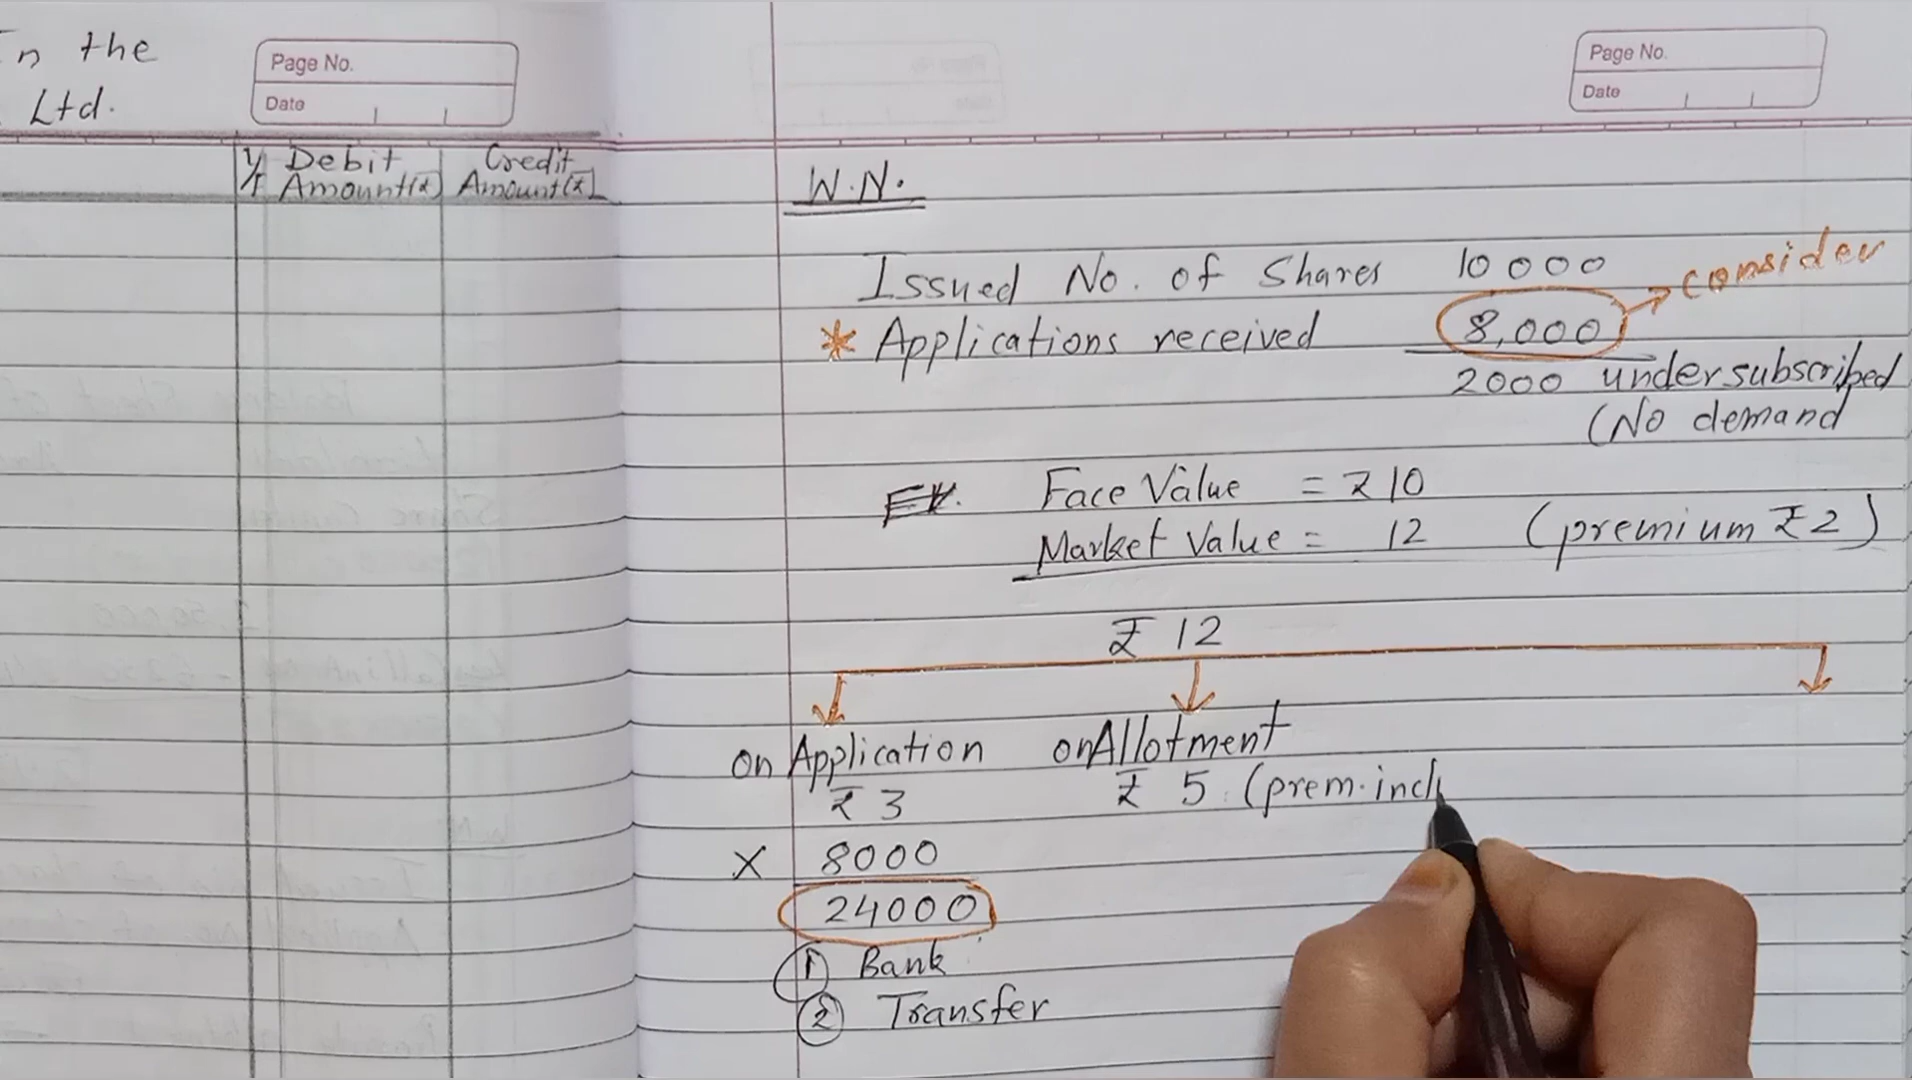 In the
Ltd.
Page No.
Date
L/F Debit Amount(₹) Credit Amount(₹)
Page No.
Date
W.N.
Issued No. of Shares 10000
* Applications received 8,000 → consider
2000 undersubscribed
(No demand
Ex. Face Value = ₹10
Market Value = 12 (premium ₹2)
₹ 12
on Application on Allotment
₹ 3 ₹ 5 (prem. incl
× 8000
24000
① Bank
② Transfer